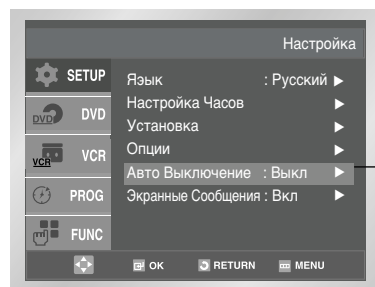 Настройка
SETUP
DVD DVD
VCR VCR
PROG
FUNC
Язык : Русский ▶
Настройка Часов ▶
Установка ▶
Опции ▶
Авто Выключение : Выкл ▶
Экранные Сообщения : Вкл ▶
OK RETURN MENU